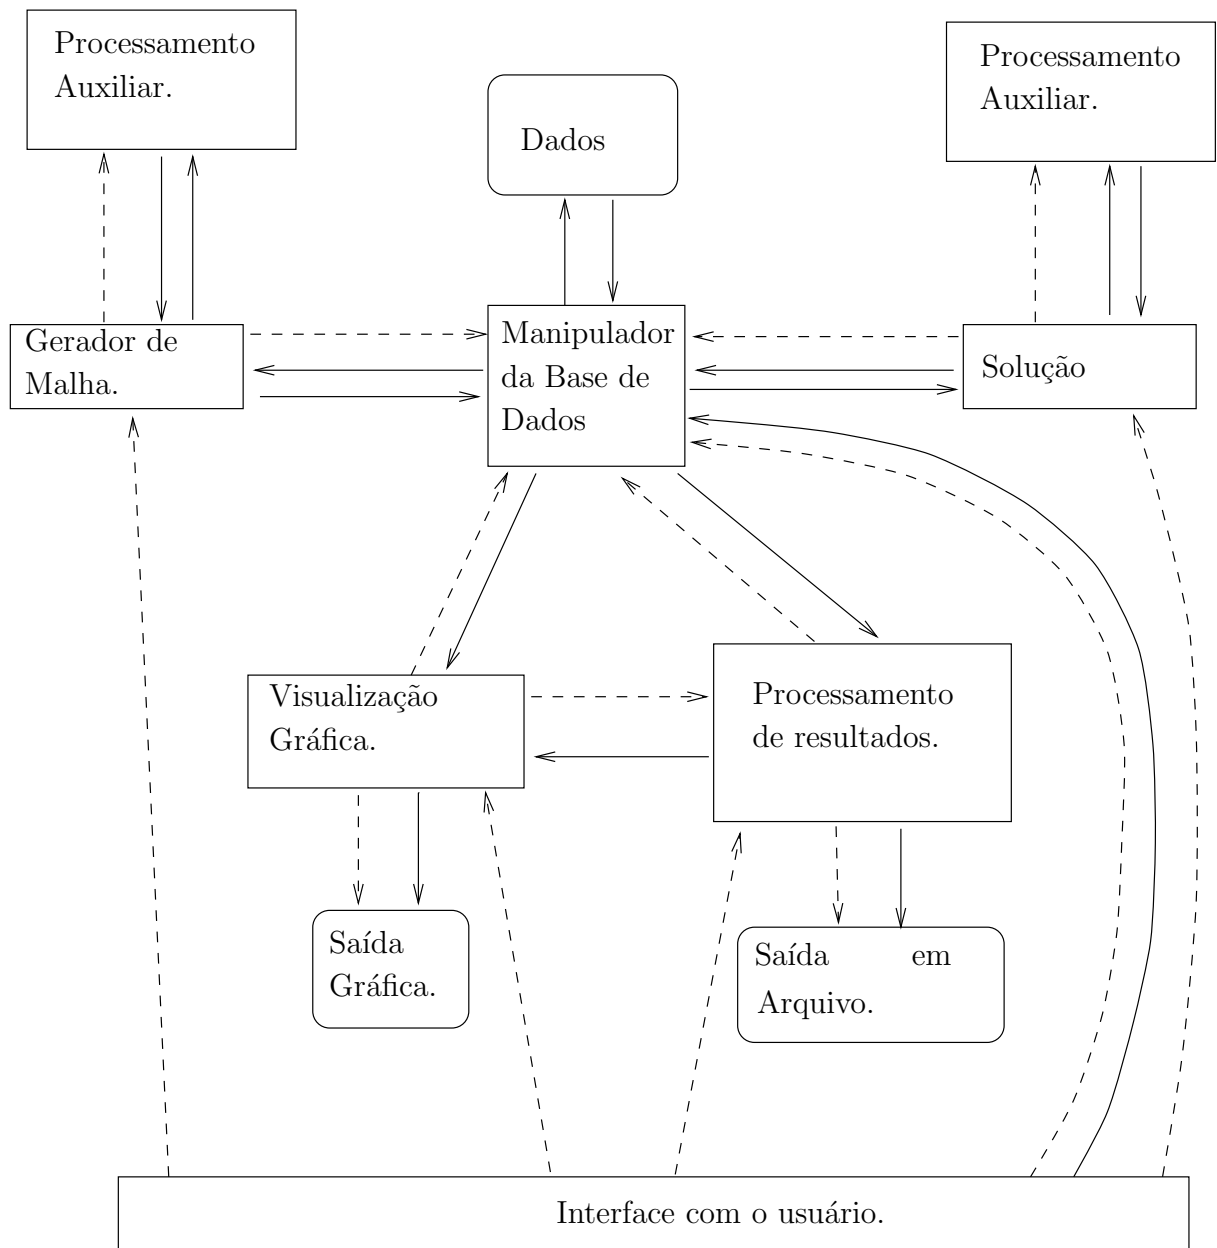 Processamento
Auxiliar.
Processamento
Auxiliar.
Dados
Gerador de
Malha.
Manipulador
da Base de
Dados
Solução
Visualização
Gráfica.
Processamento
de resultados.
Saída
Gráfica.
Saída em
Arquivo.
Interface com o usuário.